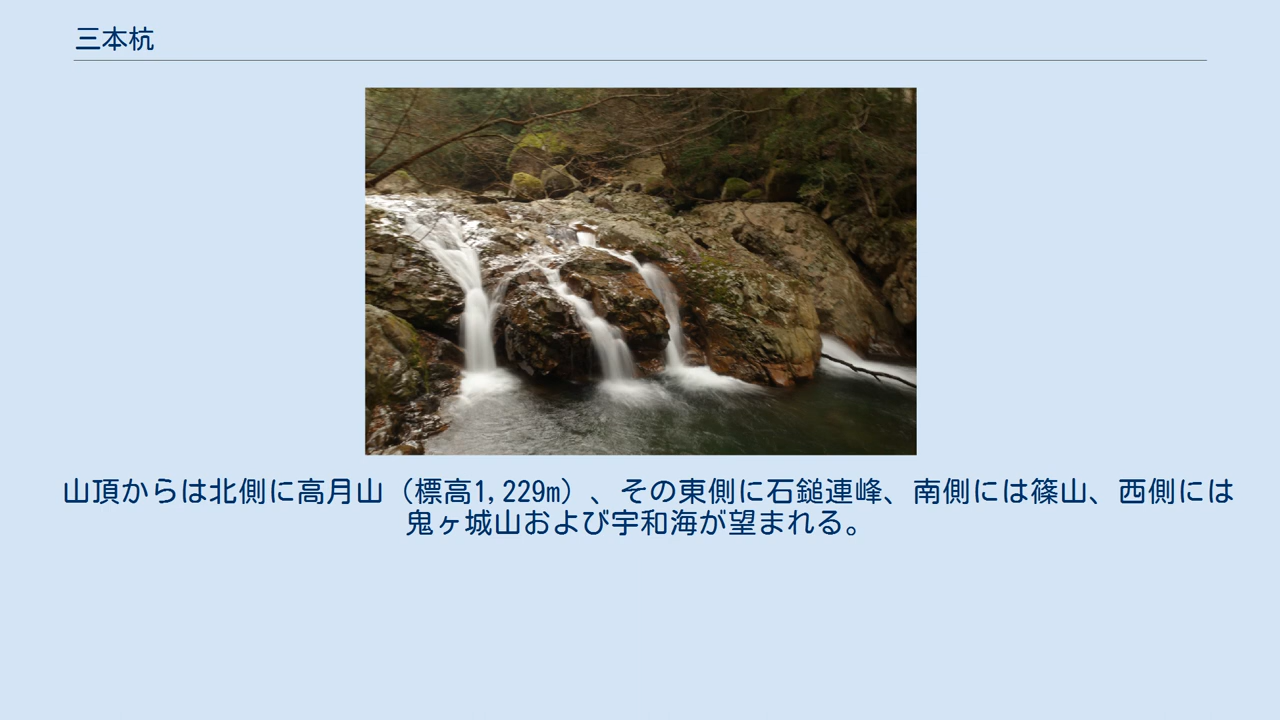 三本杭
山頂からは北側に高月山（標高1,229m）、その東側に石鎚連峰、南側には篠山、西側には
鬼ヶ城山および宇和海が望まれる。